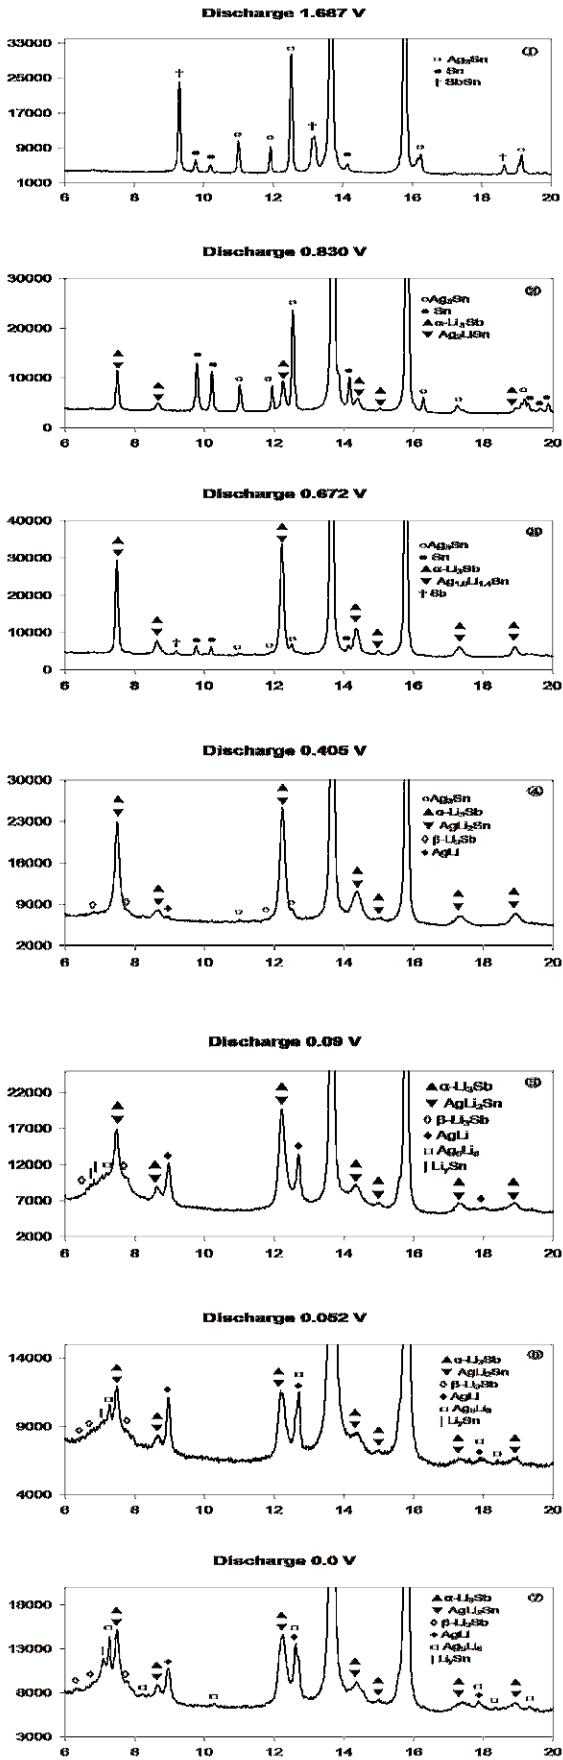 Discharge 1.687 V
33000
25000
17000
9000
1000
Ag₃Sn
Sn
SbSn
(1)
6 8 10 12 14 16 18 20
Discharge 0.830 V
30000
20000
10000
0
Ag₃Sn
Sn
α-Li₃Sb
Ag₂LiSn
6 8 10 12 14 16 18 20
Discharge 0.672 V
40000
30000
20000
10000
0
Ag₃Sn
Sn
α-Li₃Sb
Sb
6 8 10 12 14 16 18 20
Discharge 0.405 V
30000
23000
16000
9000
2000
Ag₃Sn
α-Li₃Sb
AgLi₂Sn
β-Li₃Sb
AgLi
(4)
6 8 10 12 14 16 18 20
Discharge 0.09 V
22000
17000
12000
7000
2000
α-Li₃Sb
AgLi₂Sn
β-Li₃Sb
AgLi
(5)
6 8 10 12 14 16 18 20
Discharge 0.052 V
14000
9000
4000
α-Li₃Sb
AgLi₂Sn
β-Li₃Sb
AgLi
(6)
6 8 10 12 14 16 18 20
Discharge 0.0 V
18000
13000
8000
3000
α-Li₃Sb
AgLi₂Sn
β-Li₃Sb
AgLi
(7)
6 8 10 12 14 16 18 20